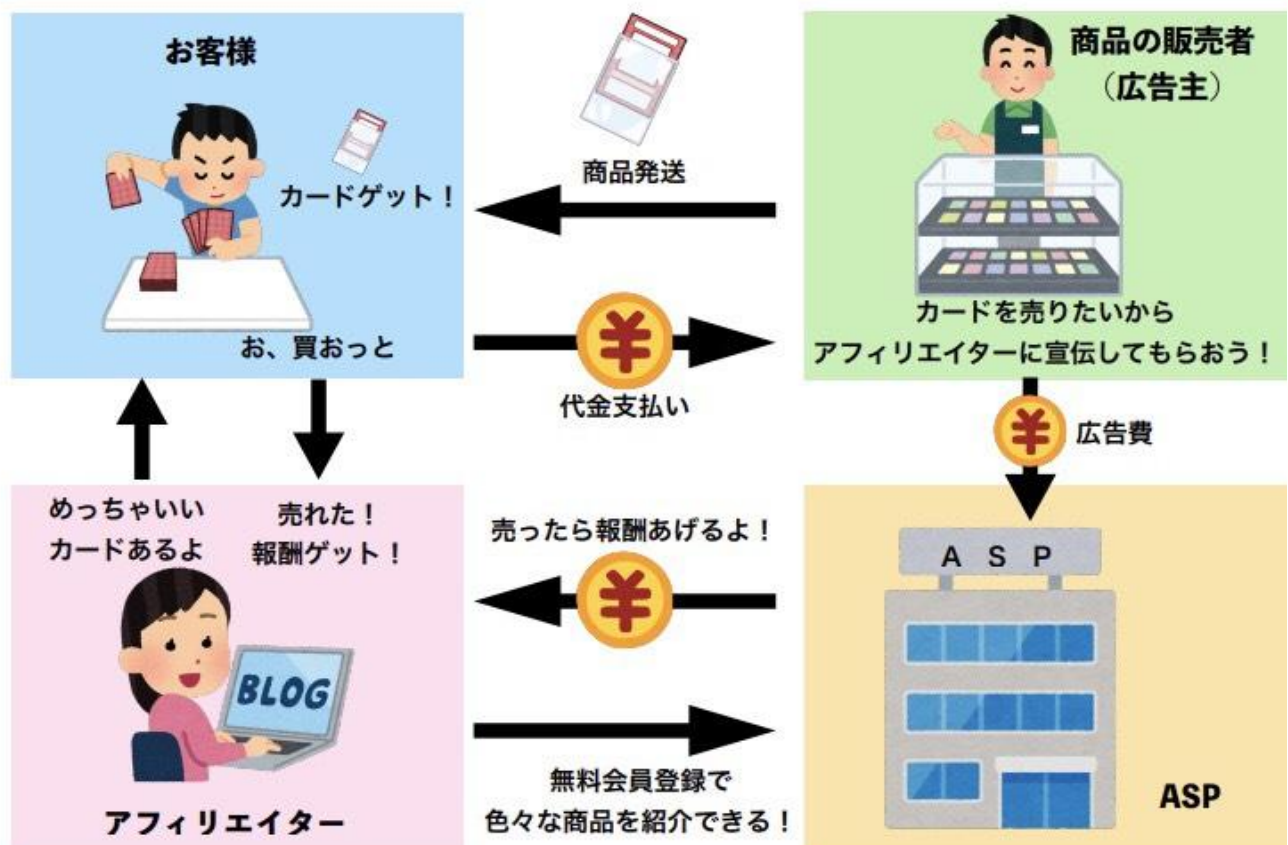 お客様
カードゲット！
お、買おっと
商品発送
代金支払い
商品の販売者
（広告主）
カードを売りたいから
アフィリエイターに宣伝してもらおう！
広告費
めっちゃいい
カードあるよ
売れた！
報酬ゲット！
BLOG
アフィリエイター
売ったら報酬あげるよ！
無料会員登録で
色々な商品を紹介できる！
ASP
ASP